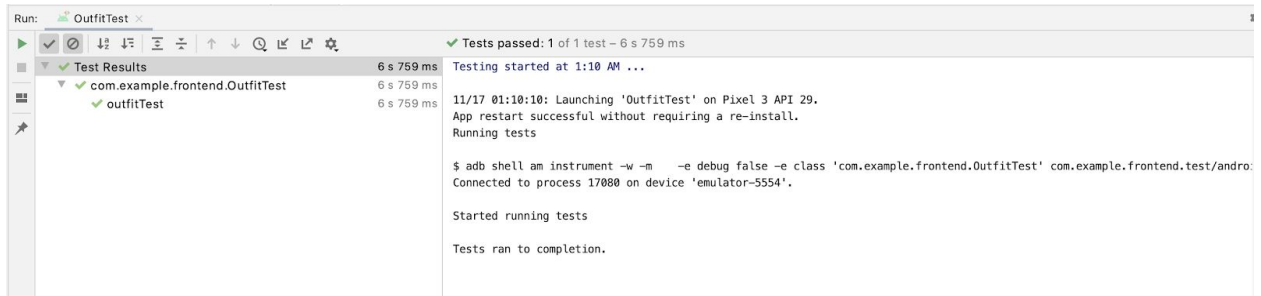 Run: OutfitTest
Tests passed: 1 of 1 test – 6 s 759 ms
Test Results 6 s 759 ms
com.example.frontend.OutfitTest 6 s 759 ms
outfitTest 6 s 759 ms
Testing started at 1:10 AM ...
11/17 01:10:10: Launching 'OutfitTest' on Pixel 3 API 29.
App restart successful without requiring a re-install.
Running tests
$ adb shell am instrument -w -m    -e debug false -e class 'com.example.frontend.OutfitTest' com.example.frontend.test/andro
Connected to process 17080 on device 'emulator-5554'.
Started running tests
Tests ran to completion.